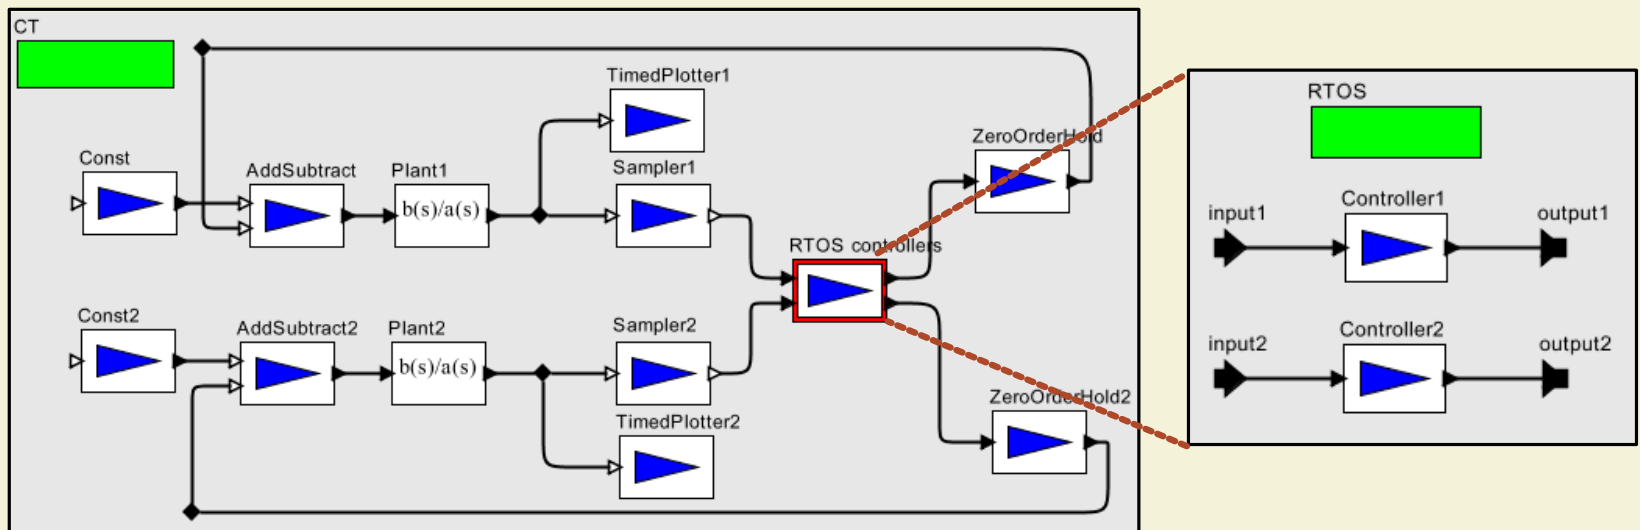 CT
TimedPlotter1
ZeroOrderHold
Const
AddSubtract
Plant1
b(s)/a(s)
Sampler1
RTOS controllers
Const2
AddSubtract2
Plant2
b(s)/a(s)
Sampler2
TimedPlotter2
ZeroOrderHold2
RTOS
input1
Controller1
output1
input2
Controller2
output2